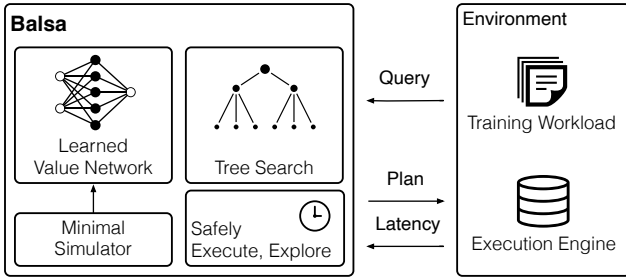 Balsa
Learned
Value Network
Tree Search
Minimal
Simulator
Safely
Execute, Explore
Query
Plan
Latency
Environment
Training Workload
Execution Engine